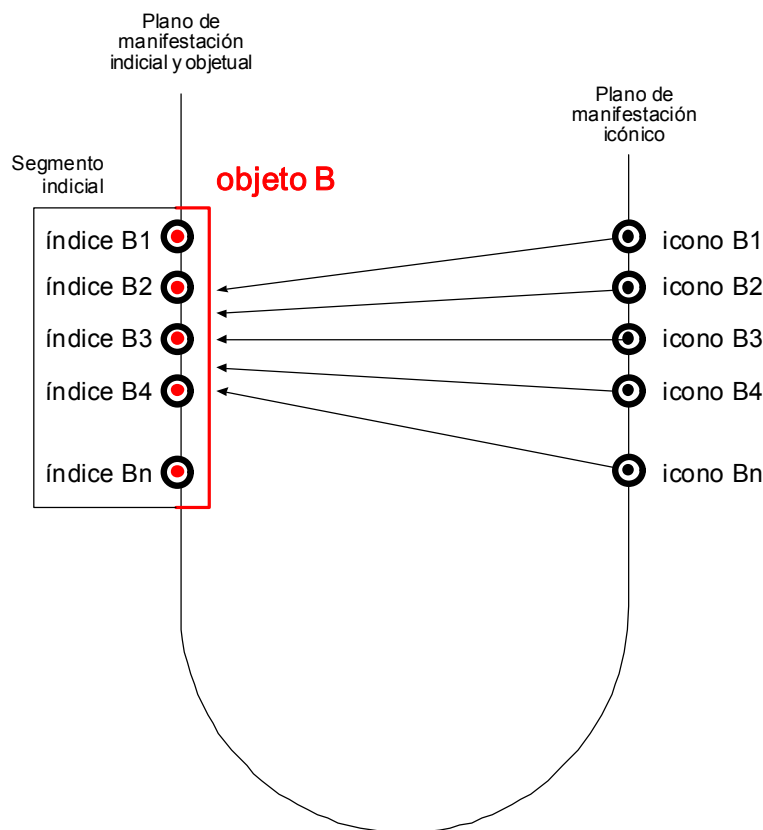 Plano de
manifestación
indicial y objetual
Plano de
manifestación
icónico
Segmento
indicial
objeto B
índice B1
índice B2
índice B3
índice B4
índice Bn
icono B1
icono B2
icono B3
icono B4
icono Bn